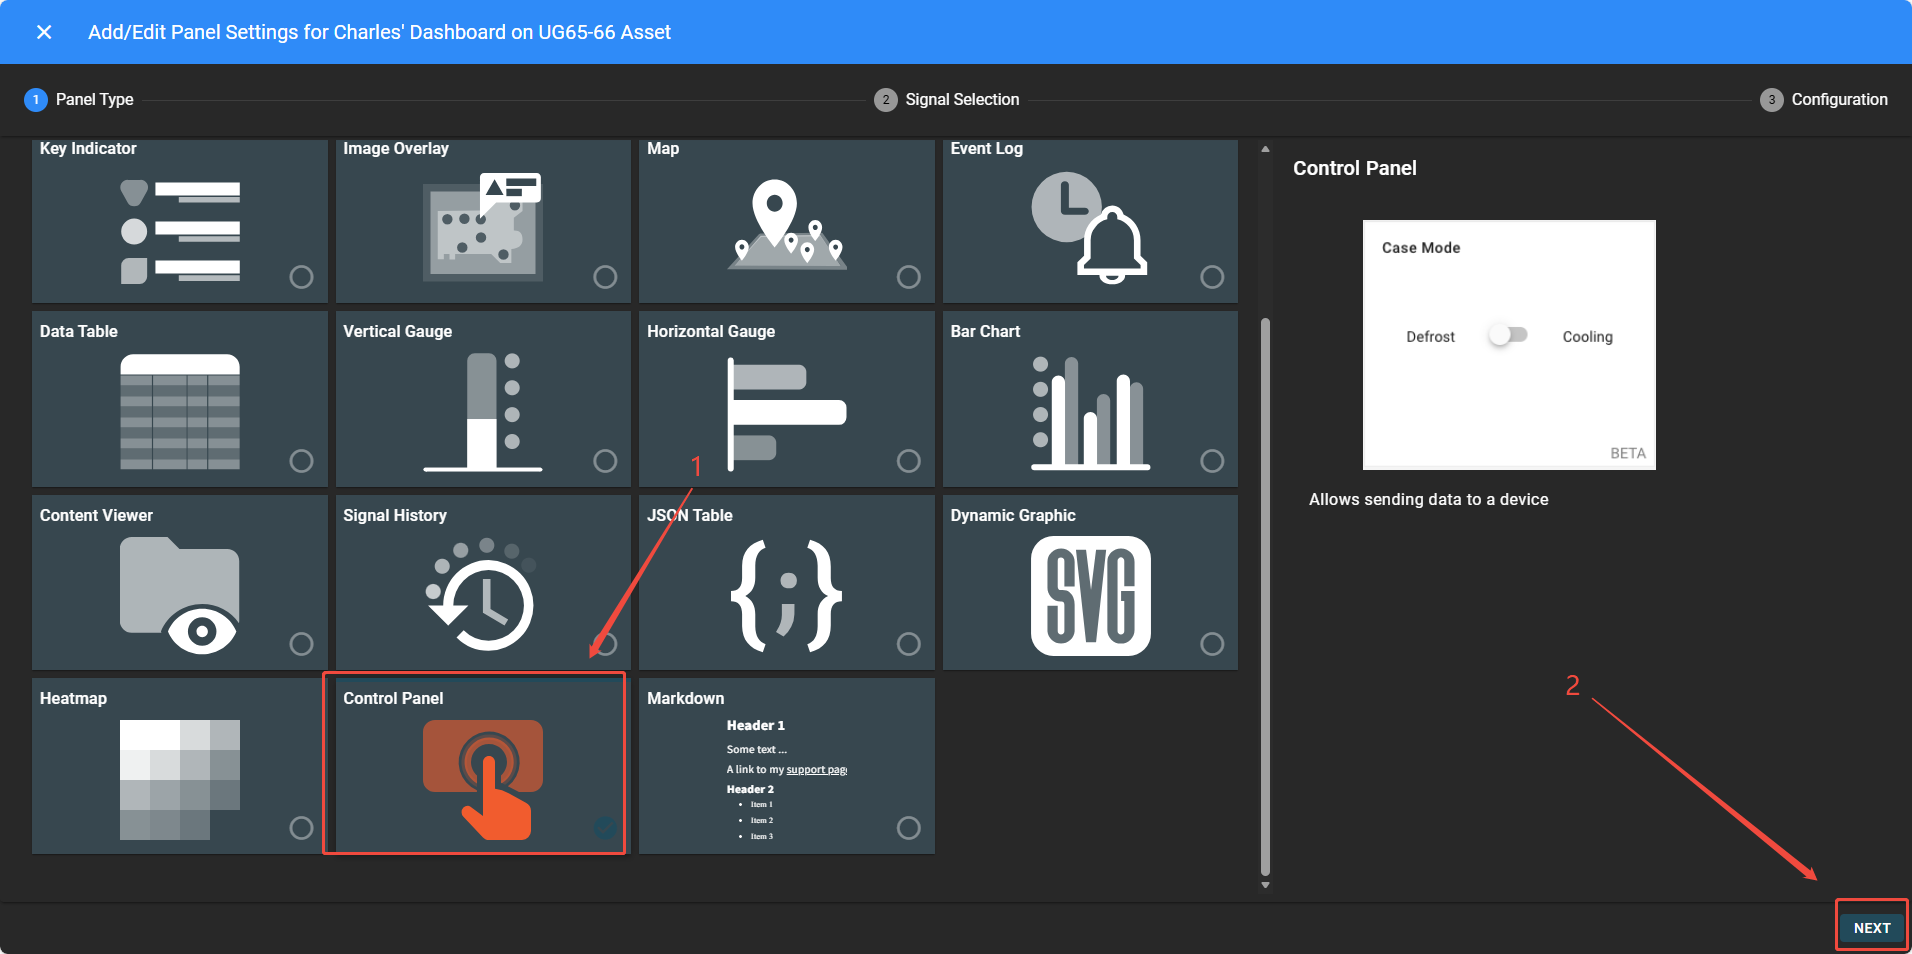 Add/Edit Panel Settings for Charles' Dashboard on UG65-66 Asset
1 Panel Type
2 Signal Selection
3 Configuration
Key Indicator
Image Overlay
Map
Event Log
Data Table
Vertical Gauge
Horizontal Gauge
Bar Chart
1
Content Viewer
Signal History
JSON Table
Dynamic Graphic
SVG
Heatmap
Control Panel
Markdown
Header 1
Some text ...
A link to my support page
Header 2
• Item 1
• Item 2
• Item 3
Control Panel
Case Mode
Defrost
Cooling
BETA
Allows sending data to a device
2
NEXT